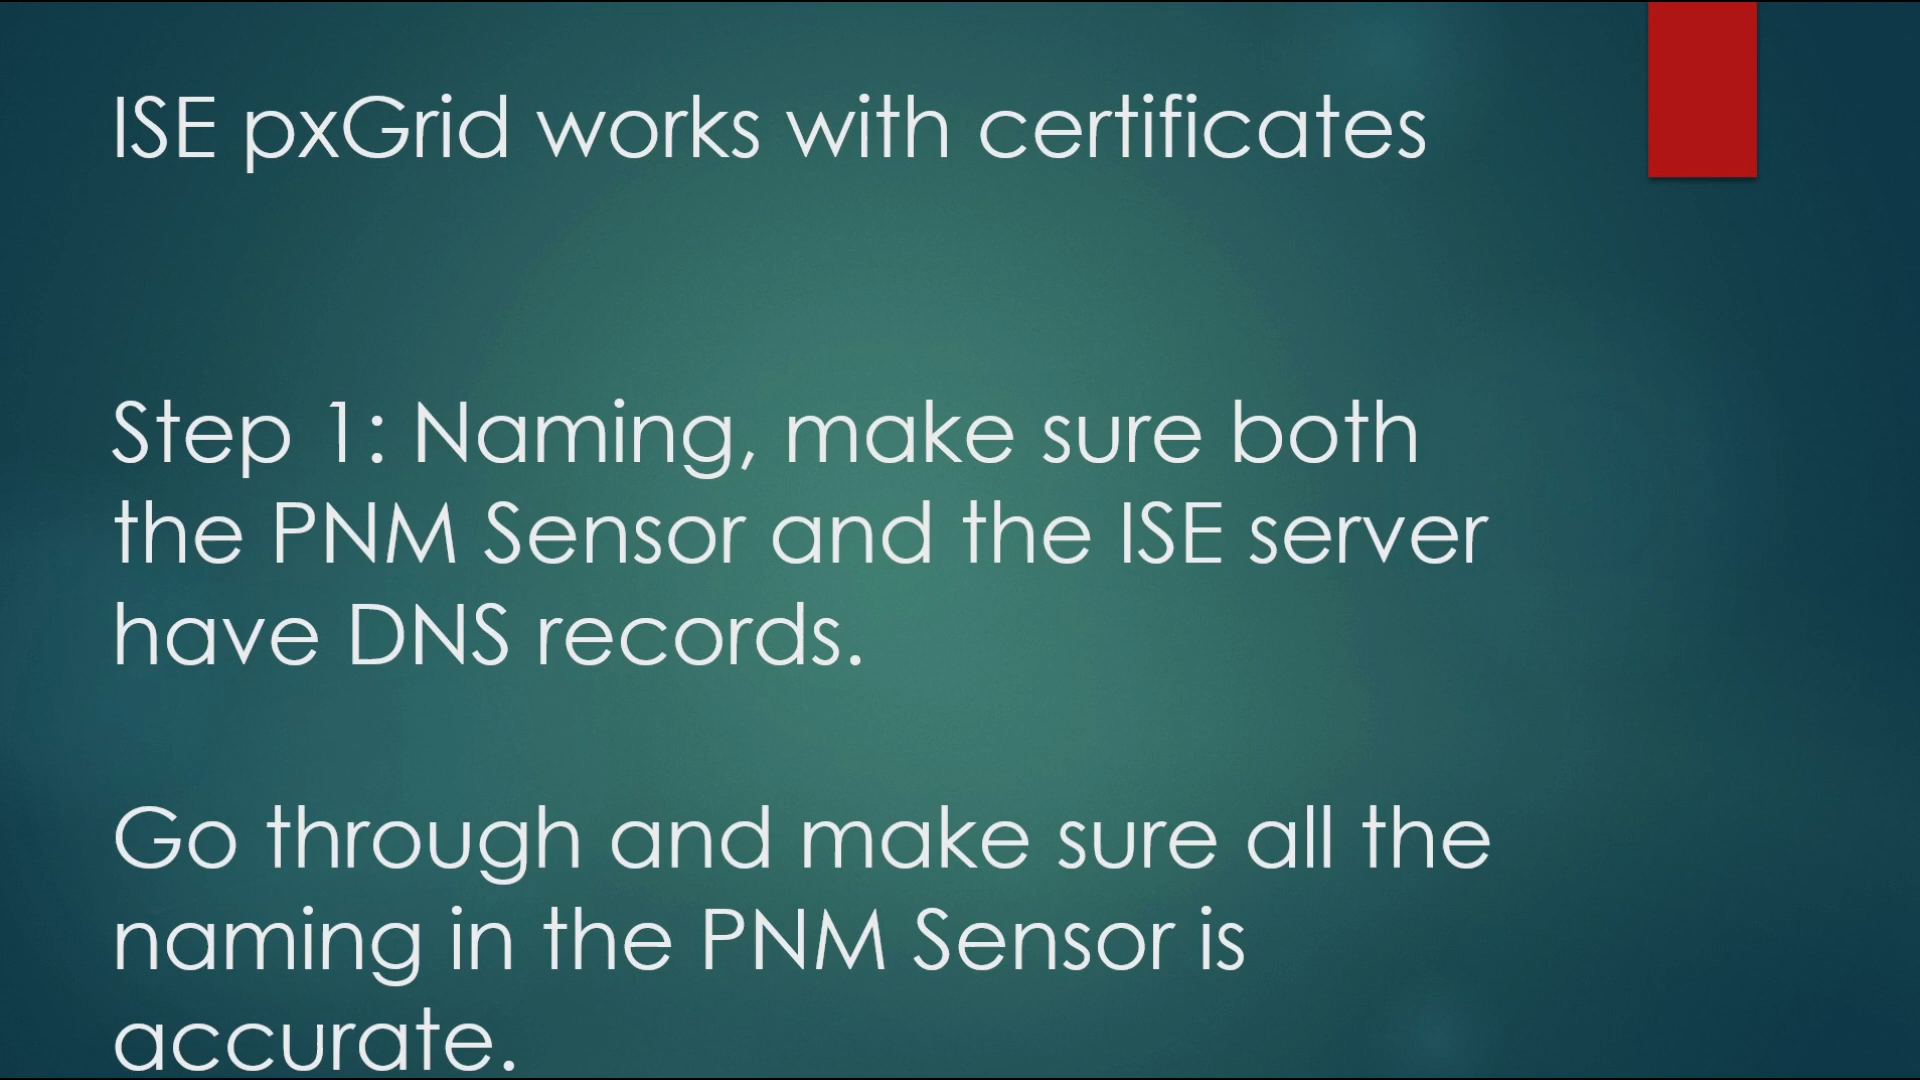 ISE pxGrid works with certificates
Step 1: Naming, make sure both
the PNM Sensor and the ISE server
have DNS records.
Go through and make sure all the
naming in the PNM Sensor is
accurate.